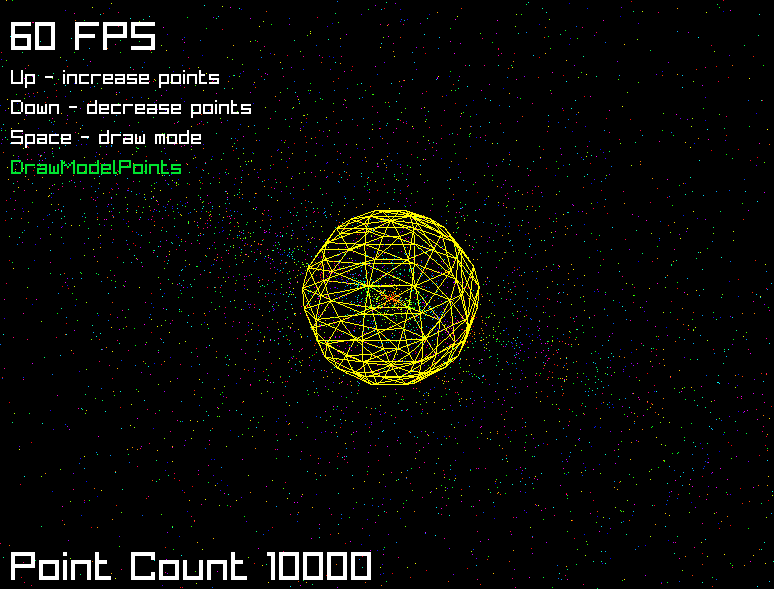 60 FPS
Up - increase points
Down - decrease points
Space - draw mode
DrawModelPoints
Point Count 10000